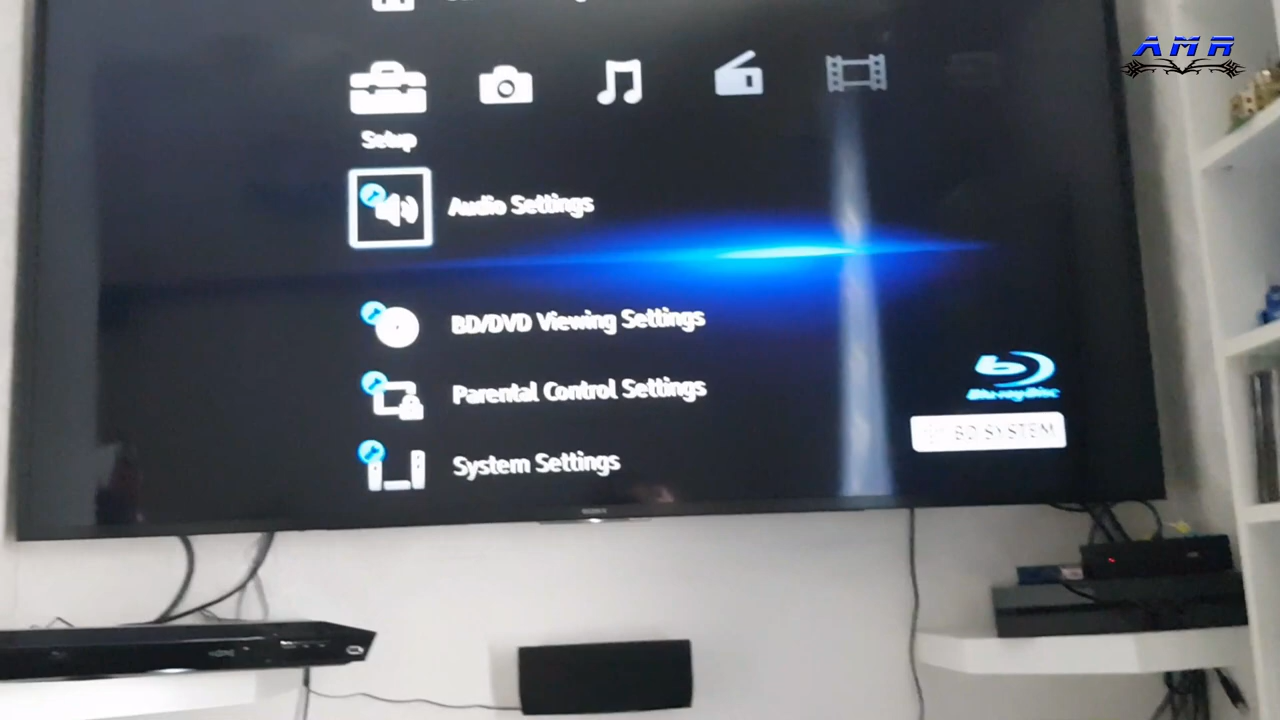 AMR
Setup
Audio Settings
BD/DVD Viewing Settings
Parental Control Settings
System Settings
Blu-ray Disc
BD SYSTEM